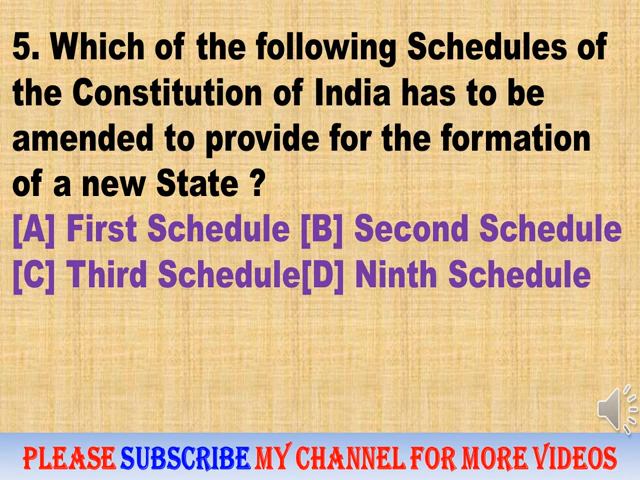 5. Which of the following Schedules of
the Constitution of India has to be
amended to provide for the formation
of a new State ?
[A] First Schedule [B] Second Schedule
[C] Third Schedule[D] Ninth Schedule
PLEASE SUBSCRIBE MY CHANNEL FOR MORE VIDEOS